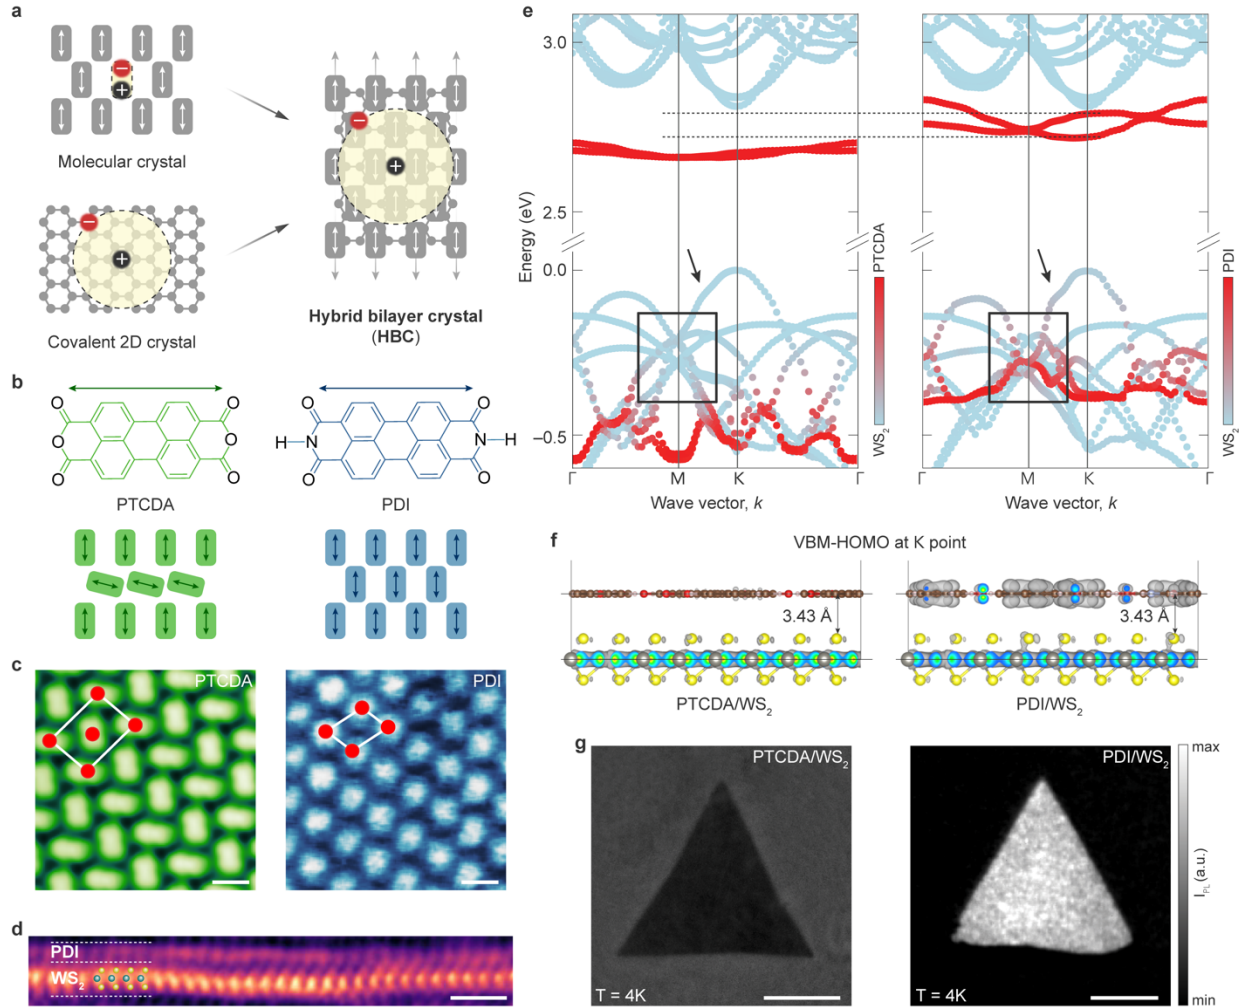 a
Molecular crystal
Covalent 2D crystal
Hybrid bilayer crystal
(HBC)
b
O O
O O
O O
PTCDA
O O
H N N H
O O
PDI
c
PTCDA
PDI
d
PDI
WS2
e
Energy (eV)
3.0
2.5
0.0
−0.5
Γ M K Γ
Wave vector, k
PTCDA
WS2
Γ M K Γ
Wave vector, k
PDI
WS2
f
VBM-HOMO at K point
3.43 Å
PTCDA/WS2
3.43 Å
PDI/WS2
g
PTCDA/WS2
T = 4K
PDI/WS2
T = 4K
max
IPL (a.u.)
min